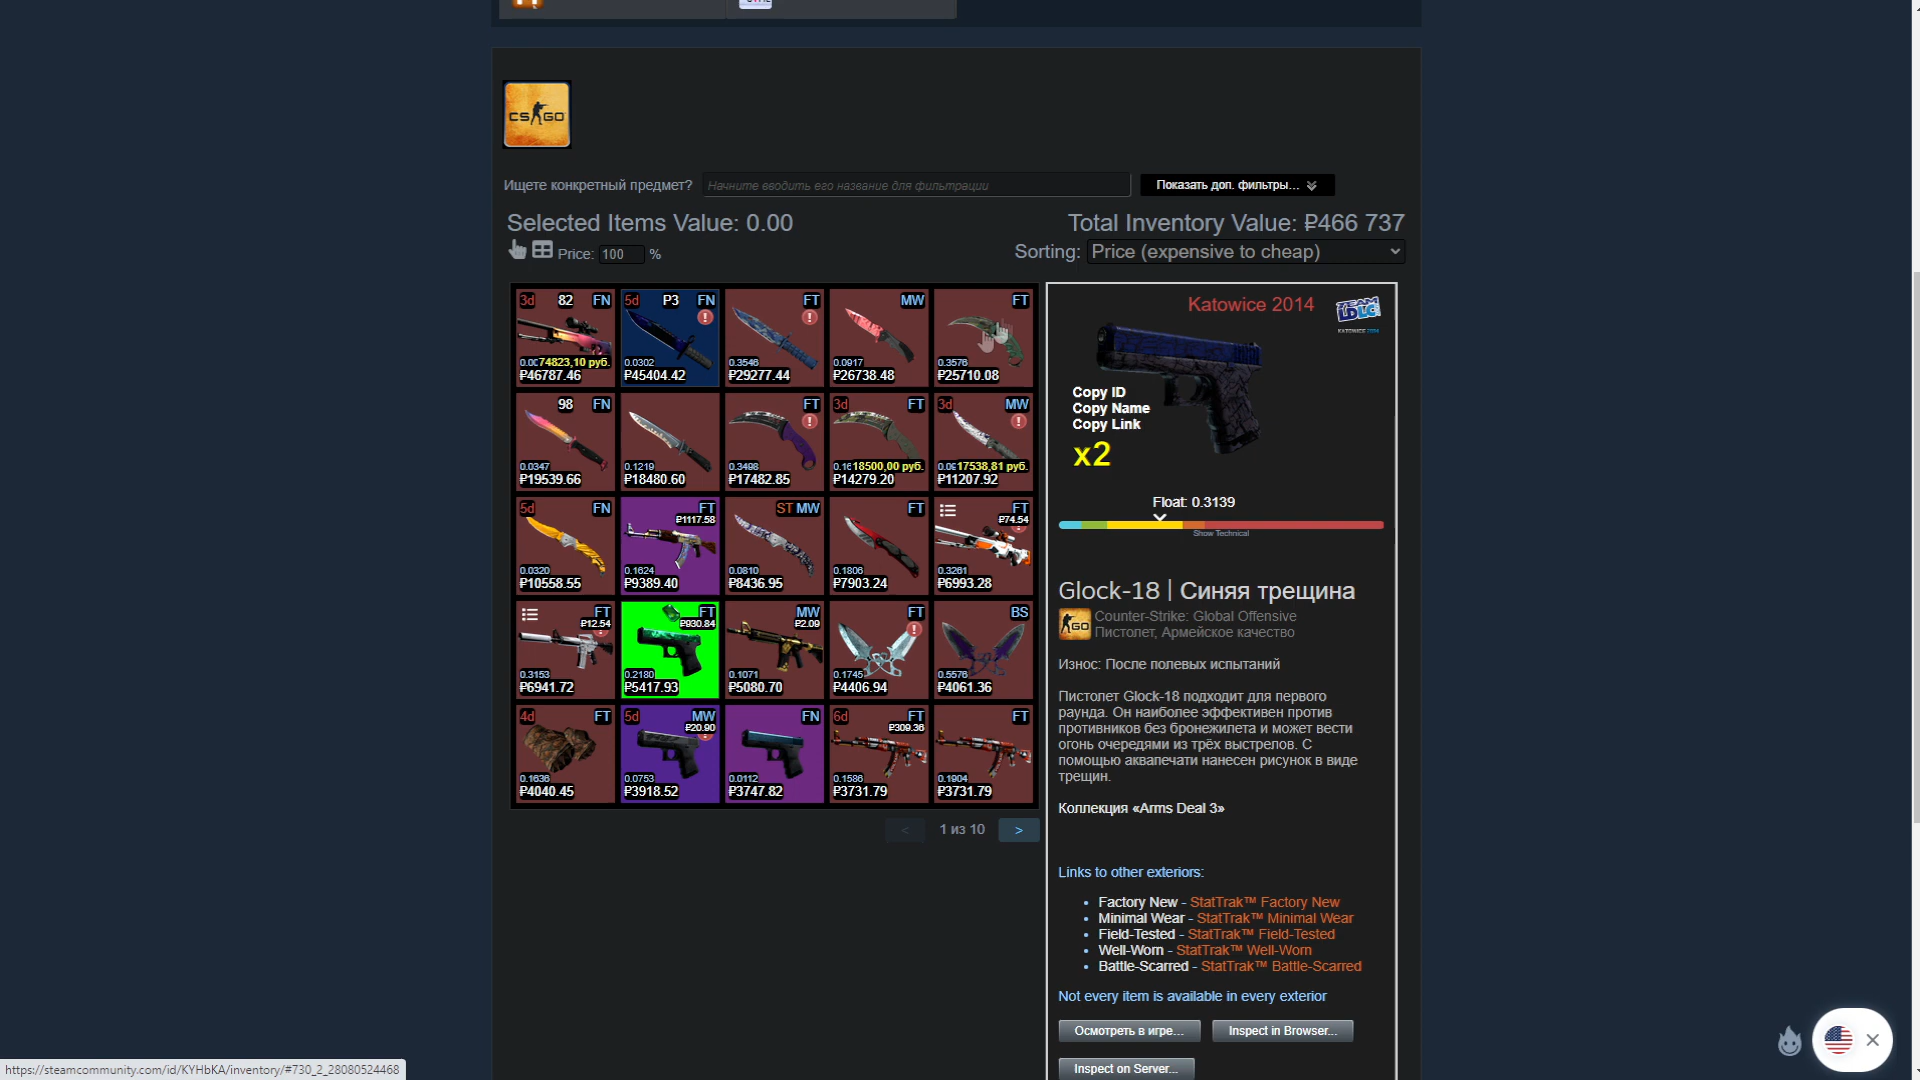 CS GO
Ищете конкретный предмет?
Начните вводить его название для фильтрации
Показать доп. фильтры...
Selected Items Value: 0.00
Total Inventory Value: ₽466 737
Price: 100 %
Sorting: Price (expensive to cheap)
3d 82 FN
74823,10 руб.
₽46787.46
5d P3 FN
0.0302
₽45404.42
FT
0.3546
₽29277.44
MW
0.0917
₽26738.48
FT
0.3576
₽25710.08
98 FN
0.0347
₽19539.66
0.1219
₽18480.60
FT
0.3498
₽17482.85
3d FT
18500,00 руб.
₽14279.20
3d MW
17538,81 руб.
₽11207.92
5d FN
0.0320
₽10558.55
FT
₽1117.58
0.1624
₽9389.40
ST MW
0.0810
₽8436.95
FT
0.1806
₽7903.24
FT
₽74.54
0.3261
₽6993.28
FT
₽12.54
0.3153
₽6941.72
FT
₽930.84
0.2180
₽5417.93
MW
₽2.09
0.1071
₽5080.70
FT
0.1745
₽4406.94
BS
0.5576
₽4061.36
4d FT
0.1636
₽4040.45
5d MW
₽20.90
0.0753
₽3918.52
FN
0.0112
₽3747.82
6d FT
₽309.36
0.1586
₽3731.79
FT
0.1904
₽3731.79
< 1 из 10 >
Katowice 2014
TEAM
LDLC
KATOWICE 2014
Copy ID
Copy Name
Copy Link
x2
Float: 0.3139
Show Technical
Glock-18 | Синяя трещина
GO
Counter-Strike: Global Offensive
Пистолет, Армейское качество
Износ: После полевых испытаний
Пистолет Glock-18 подходит для первого
раунда. Он наиболее эффективен против
противников без бронежилета и может вести
огонь очередями из трёх выстрелов. С
помощью аквапечати нанесен рисунок в виде
трещин.
Коллекция «Arms Deal 3»
Links to other exteriors:
Factory New - StatTrak™ Factory New
Minimal Wear - StatTrak™ Minimal Wear
Field-Tested - StatTrak™ Field-Tested
Well-Worn - StatTrak™ Well-Worn
Battle-Scarred - StatTrak™ Battle-Scarred
Not every item is available in every exterior
Осмотреть в игре...
Inspect in Browser...
Inspect on Server...
https://steamcommunity.com/id/KYHbKA/inventory/#730_2_28080524468